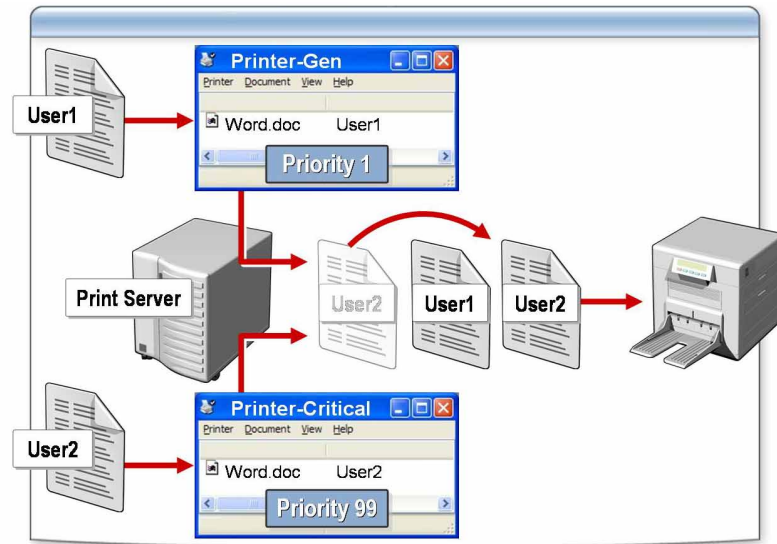 Printer-Gen
Printer Document View Help
User1
Word.doc User1
Priority 1
Print Server
User2
User1
User2
Printer-Critical
Printer Document View Help
User2
Word.doc User2
Priority 99